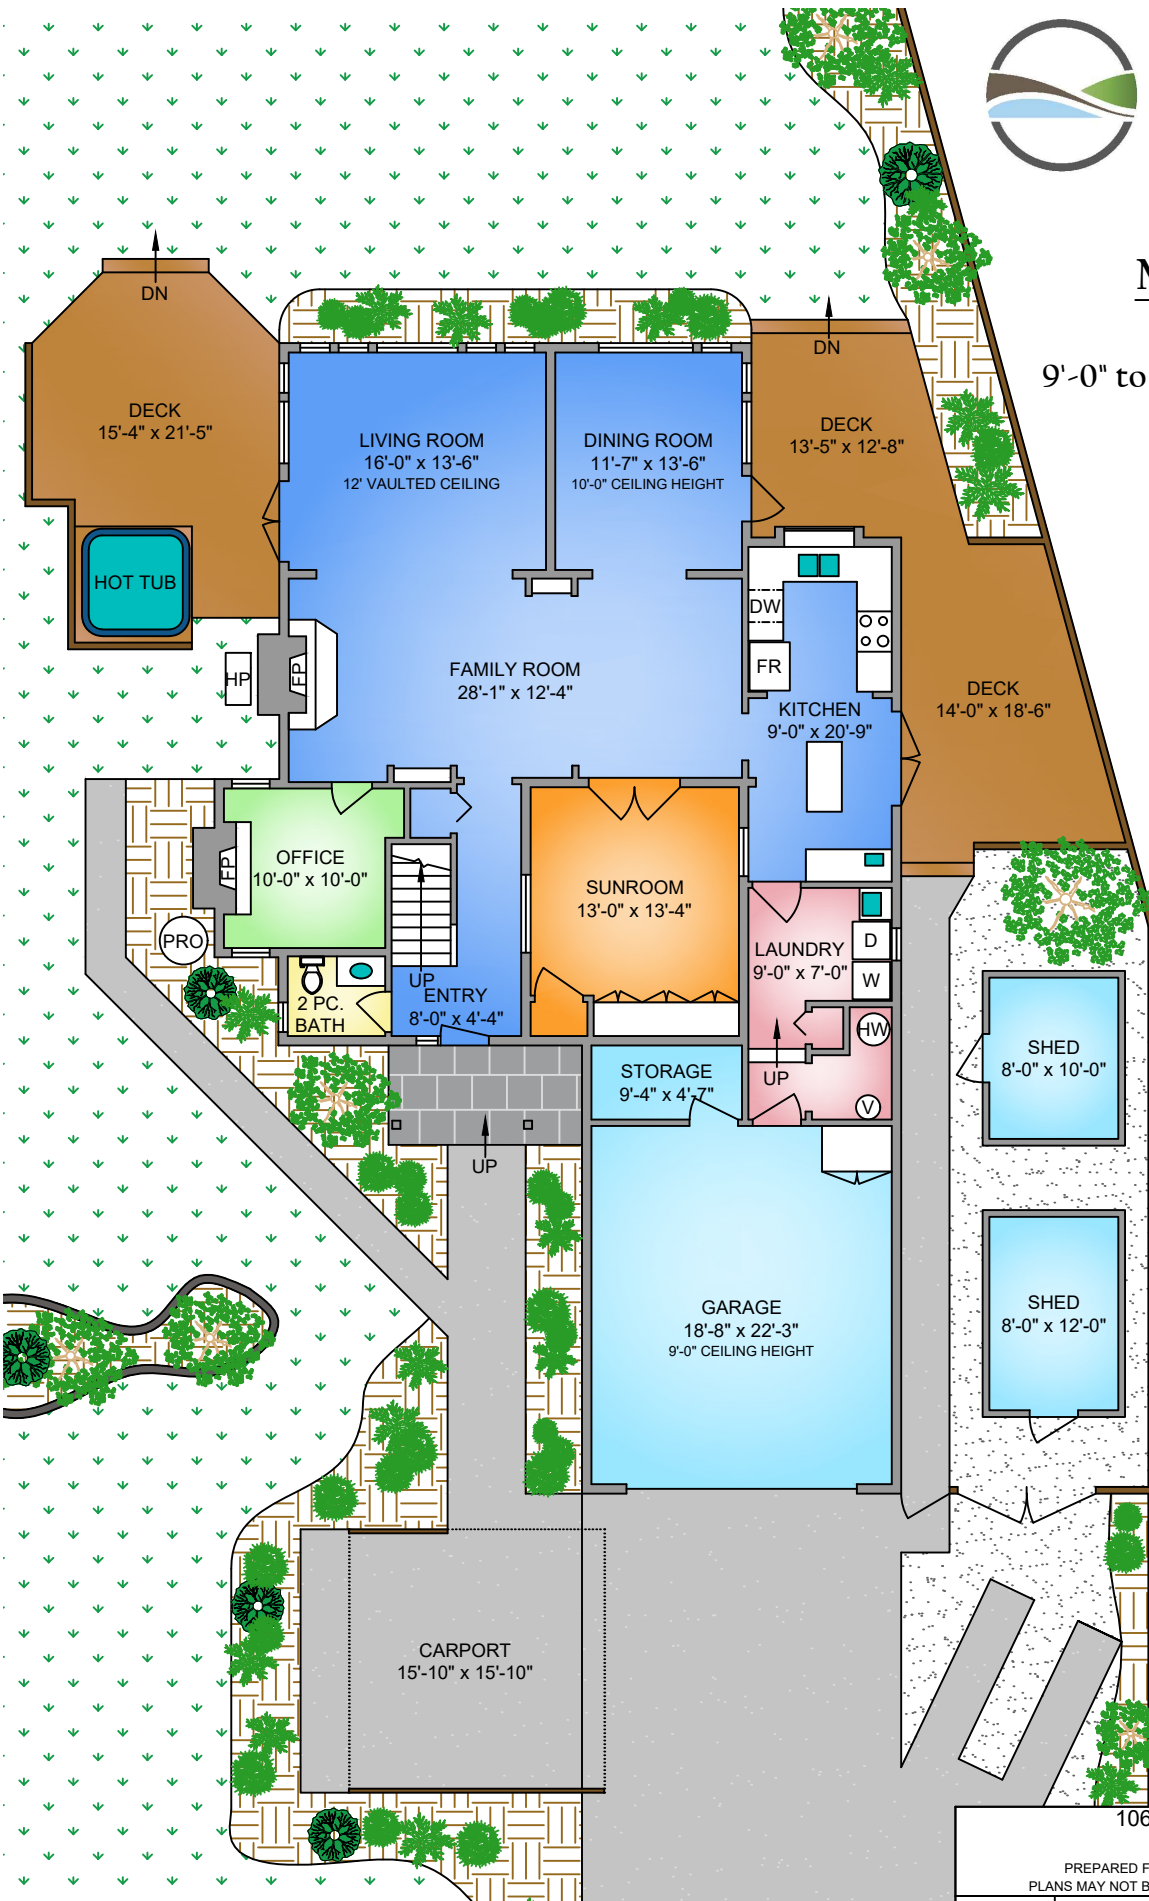 M
9'-0" to
DN
DN
DECK
15'-4" x 21'-5"
LIVING ROOM
16'-0" x 13'-6"
12' VAULTED CEILING
DINING ROOM
11'-7" x 13'-6"
10'-0" CEILING HEIGHT
DECK
13'-5" x 12'-8"
HOT TUB
DW
FR
HP
FP
FAMILY ROOM
28'-1" x 12'-4"
KITCHEN
9'-0" x 20'-9"
DECK
14'-0" x 18'-6"
OFFICE
10'-0" x 10'-0"
FP
SUNROOM
13'-0" x 13'-4"
PRO
LAUNDRY
9'-0" x 7'-0"
D
W
UP
ENTRY
8'-0" x 4'-4"
2 PC.
BATH
HW
STORAGE
9'-4" x 4'-7"
UP
V
SHED
8'-0" x 10'-0"
UP
GARAGE
18'-8" x 22'-3"
9'-0" CEILING HEIGHT
SHED
8'-0" x 12'-0"
CARPORT
15'-10" x 15'-10"
106
PREPARED F
PLANS MAY NOT B